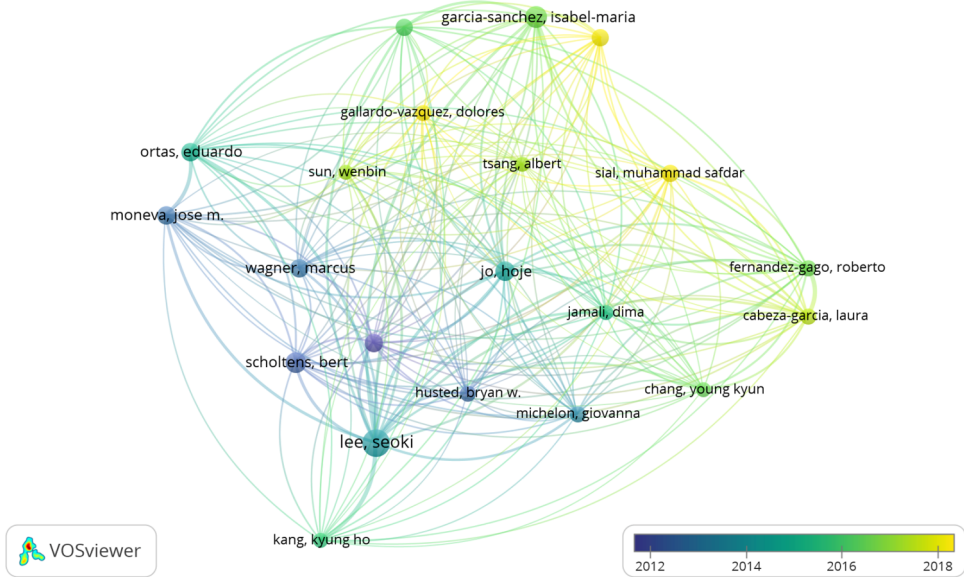 garcia-sanchez, isabel-maria
gallardo-vazquez, dolores
ortas, eduardo
tsang, albert
sun, wenbin
sial, muhammad safdar
moneva, jose m.
wagner, marcus
jo, hoje
fernandez-gago, roberto
jamali, dima
cabeza-garcia, laura
scholtens, bert
husted, bryan w.
chang, young kyun
michelon, giovanna
lee, seoki
kang, kyung ho
VOSviewer
2012 2014 2016 2018